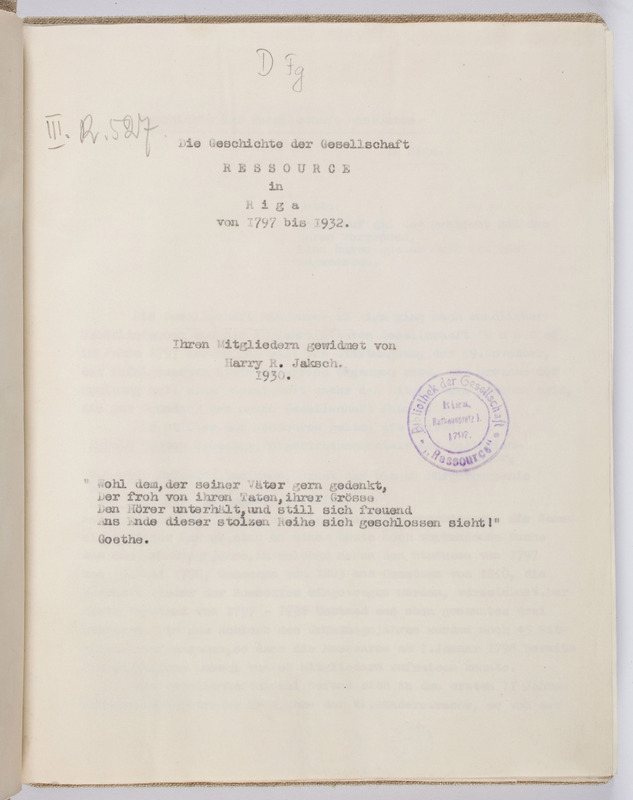 D Fg
III. R. 527.
Die Geschichte der Gesellschaft
RESSOURCE
in
Riga
von 1797 bis 1932.
Ihren Mitgliedern gewidmet von
Harry R. Jaksch.
1930.
Bibliothek der Gesellschaft
Riga,
1797.
„Ressource"
" Wohl dem,der seiner Väter gern gedenkt,
Der froh von ihren Taten,ihrer Grösse
Den Hörer unterhält,und still sich freuend
Ans Ende dieser stolzen Reihe sich geschlossen sieht!"
Goethe.